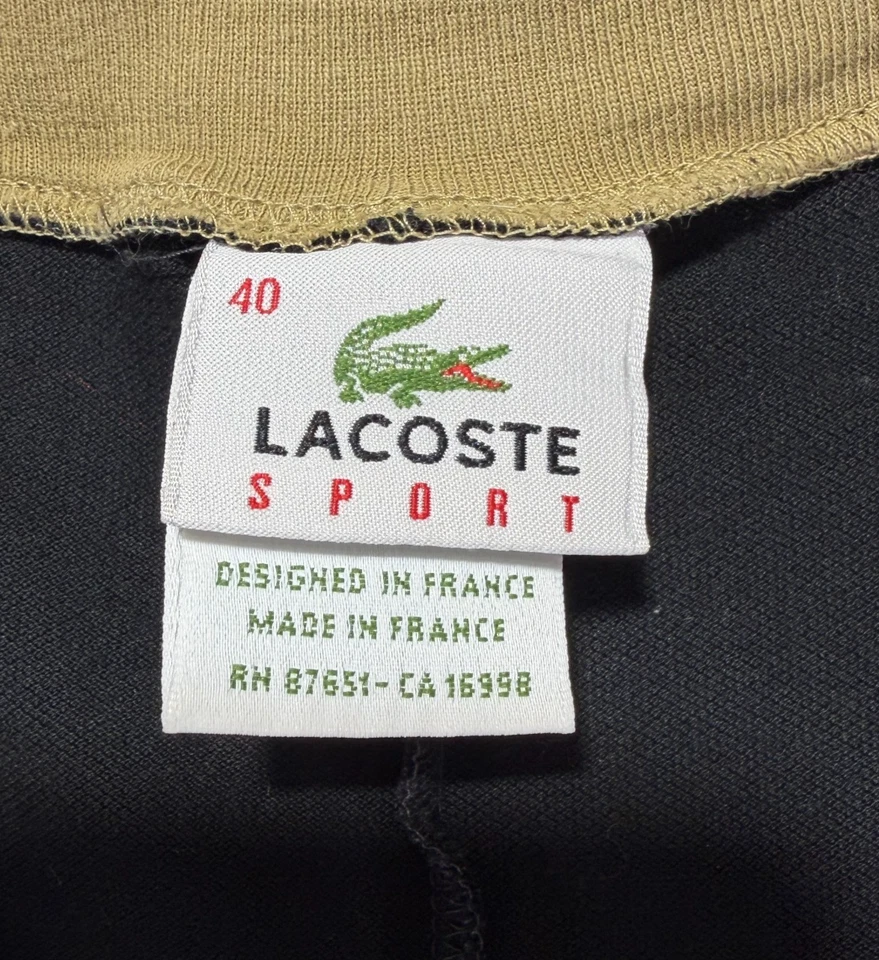 40
LACOSTE
SPORT
DESIGNED IN FRANCE
MADE IN FRANCE
RN 87651 - CA 16998